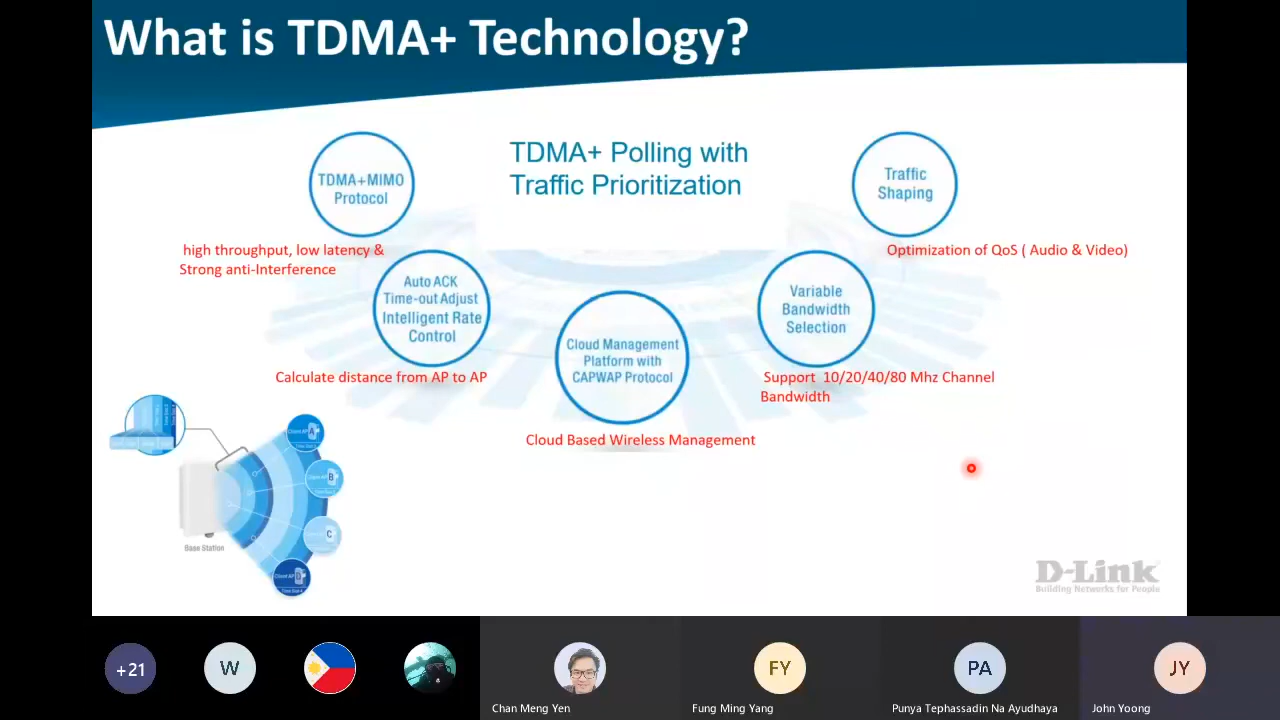 What is TDMA+ Technology?
TDMA+ Polling with
Traffic Prioritization
TDMA+MIMO
Protocol
high throughput, low latency &
Strong anti-Interference
Auto ACK
Time-out Adjust
Intelligent Rate
Control
Calculate distance from AP to AP
Cloud Management
Platform with
CAPWAP Protocol
Cloud Based Wireless Management
Variable
Bandwidth
Selection
Support 10/20/40/80 Mhz Channel
Bandwidth
Traffic
Shaping
Optimization of QoS ( Audio & Video)
Base Station
A
B
C
D-Link
Building Networks for People
+21
W
FY
PA
JY
Chan Meng Yen
Fung Ming Yang
Punya Tephassadin Na Ayudhaya
John Yoong